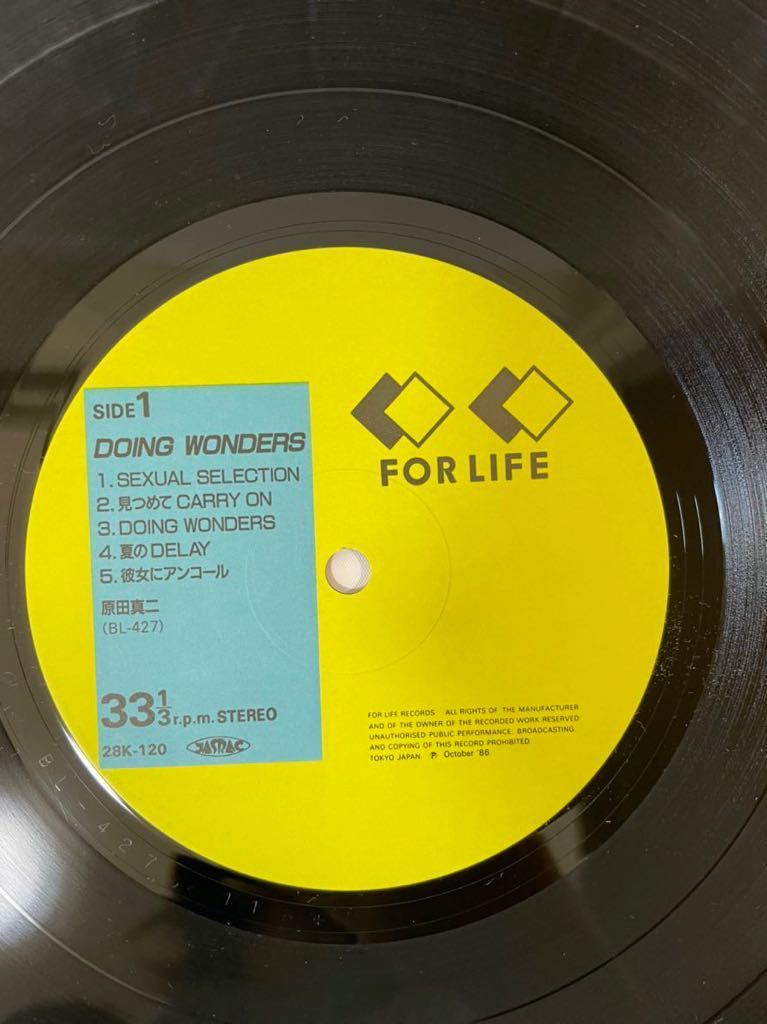 SIDE 1
DOING WONDERS
1. SEXUAL SELECTION
2. 見つめて CARRY ON
3. DOING WONDERS
4. 夏の DELAY
5. 彼女にアンコール
原田真二
(BL-427)
33 1/3 r.p.m. STEREO
28K-120 JASRAC
FOR LIFE
FOR LIFE RECORDS ALL RIGHTS OF THE MANUFACTURER
AND OF THE OWNER OF THE RECORDED WORK RESERVED
UNAUTHORISED PUBLIC PERFORMANCE. BROADCASTING
AND COPYING OF THIS RECORD PROHIBITED
TOKYO JAPAN Ⓟ October '86
BL-427